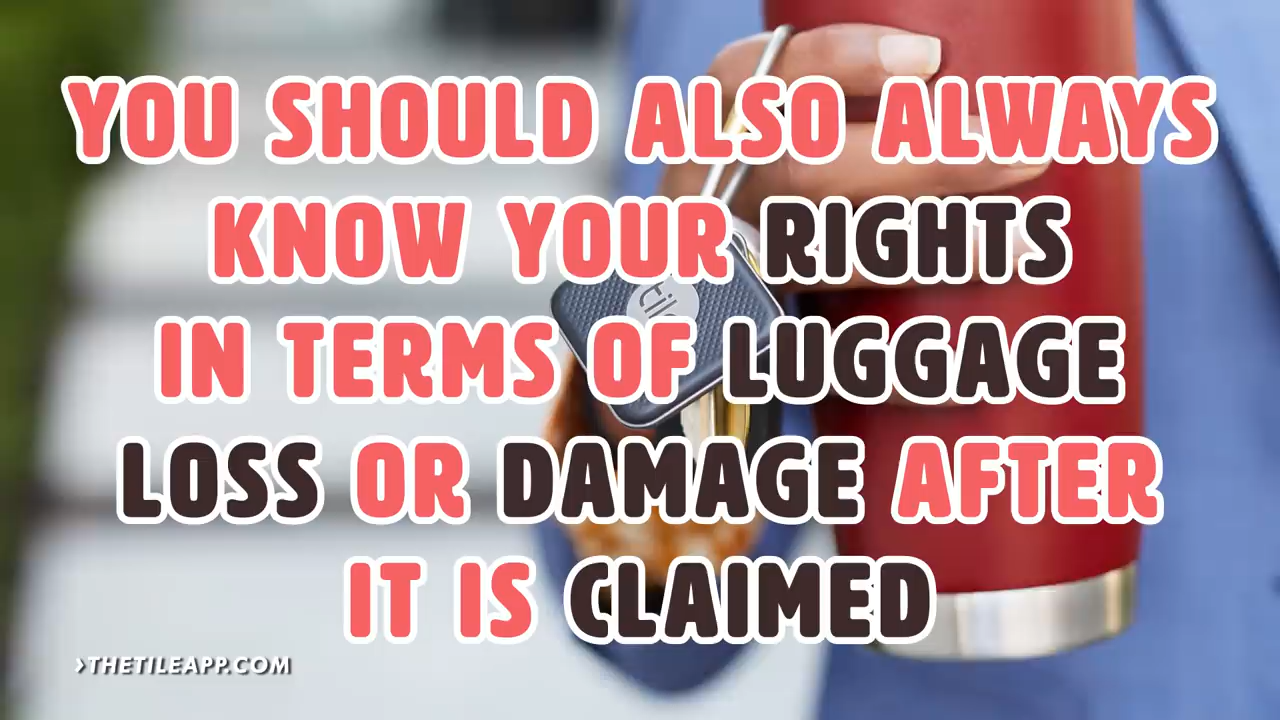 YOU SHOULD ALSO ALWAYS
KNOW YOUR RIGHTS
IN TERMS OF LUGGAGE
LOSS OR DAMAGE AFTER
IT IS CLAIMED
›THETILEAPP.COM